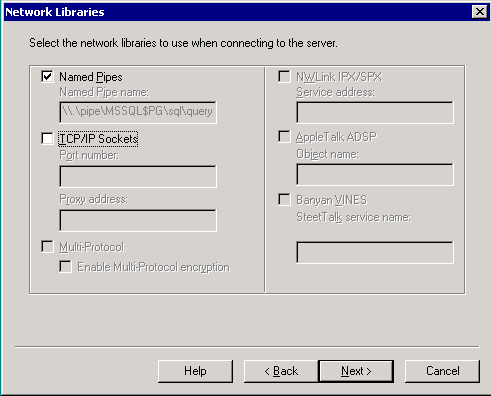 Network Libraries
Select the network libraries to use when connecting to the server.
Named Pipes
Named Pipe name:
\\.\pipe\MSSQL$PG\sql\query
TCP/IP Sockets
Port number:
Proxy address:
Multi-Protocol
Enable Multi-Protocol encryption
NWLink IPX/SPX
Service address:
AppleTalk ADSP
Object name:
Banyan VINES
SteetTalk service name:
Help
< Back
Next >
Cancel